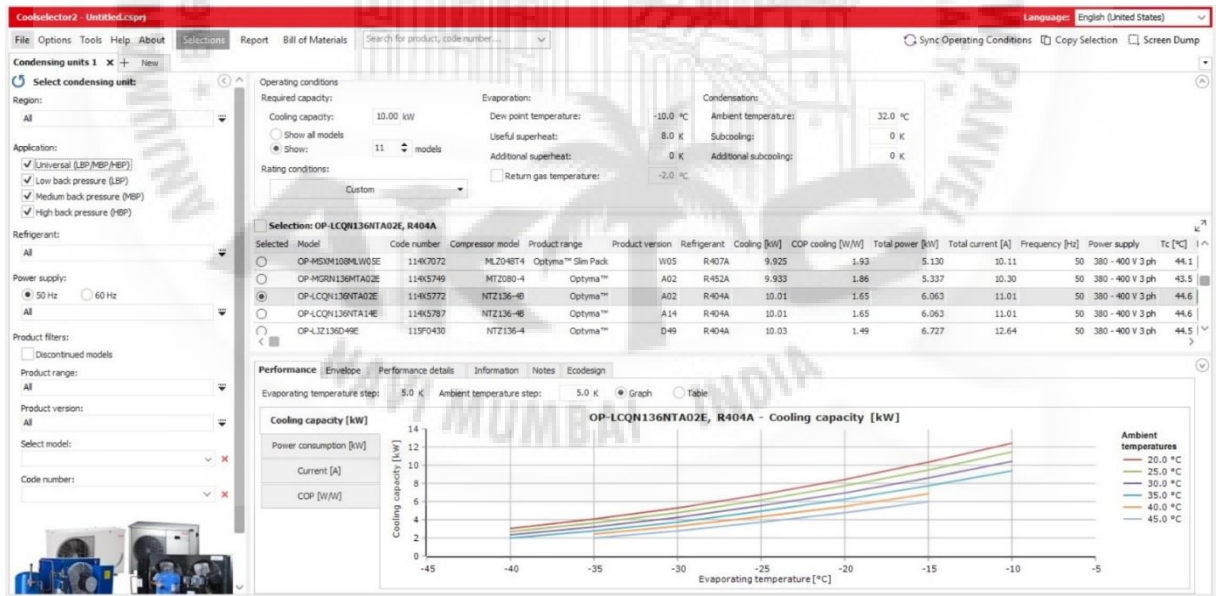 Coolselector2 - Untitled.csprj Language: English (United States)
File Options Tools Help About Selections Report Bill of Materials Search for product, code number.... Sync Operating Conditions Copy Selection Screen Dump
Condensing units 1 × + New
Select condensing unit:
Region:
All
Application:
Universal (LBP/MBP/HBP)
Low back pressure (LBP)
Medium back pressure (MBP)
High back pressure (HBP)
Refrigerant:
All
Power supply:
50 Hz 60 Hz
All
Product filters:
Discontinued models
Product range:
All
Product version:
All
Select model:
Code number:
Operating conditions
Required capacity: Evaporation: Condensation:
Cooling capacity: 10.00 kW Dew point temperature: -10.0 °C Ambient temperature: 32.0 °C
Show all models Useful superheat: 8.0 K Subcooling: 0 K
Show: 11 models Additional superheat: 0 K Additional subcooling: 0 K
Rating conditions: Return gas temperature: -2.0 °C
Custom
Selection: OP-LCQN136NTA02E, R404A
Selected Model Code number Compressor model Product range Product version Refrigerant Cooling [kW] COP cooling [W/W] Total power [kW] Total current [A] Frequency [Hz] Power supply Tc [°C]
OP-MSXM108MLW05E 114X7072 MLZ048T4 Optyma™ Slim Pack W05 R407A 9.925 1.93 5.130 10.11 50 380 - 400 V 3 ph 44.1
OP-MGRN136MTA02E 114X5749 MTZ080-4 Optyma™ A02 R452A 9.933 1.86 5.337 10.30 50 380 - 400 V 3 ph 43.5
OP-LCQN136NTA02E 114X5772 NTZ136-4B Optyma™ A02 R404A 10.01 1.65 6.063 11.01 50 380 - 400 V 3 ph 44.6
OP-LCQN136NTA14E 114X5787 NTZ136-4B Optyma™ A14 R404A 10.01 1.65 6.063 11.01 50 380 - 400 V 3 ph 44.6
OP-LJZ136D49E 115F0430 NTZ136-4 Optyma™ D49 R404A 10.03 1.49 6.727 12.64 50 380 - 400 V 3 ph 44.5
Performance Envelope Performance details Information Notes Ecodesign
Evaporating temperature step: 5.0 K Ambient temperature step: 5.0 K Graph Table
Cooling capacity [kW]
Power consumption [kW]
Current [A]
COP [W/W]
OP-LCQN136NTA02E, R404A - Cooling capacity [kW]
Cooling capacity [kW]
14
12
10
8
6
4
2
0
-45 -40 -35 -30 -25 -20 -15 -10 -5
Evaporating temperature [°C]
Ambient
temperatures
20.0 °C
25.0 °C
30.0 °C
35.0 °C
40.0 °C
45.0 °C
AKTC
NAVI MUMBAI INDIA
PANVEL